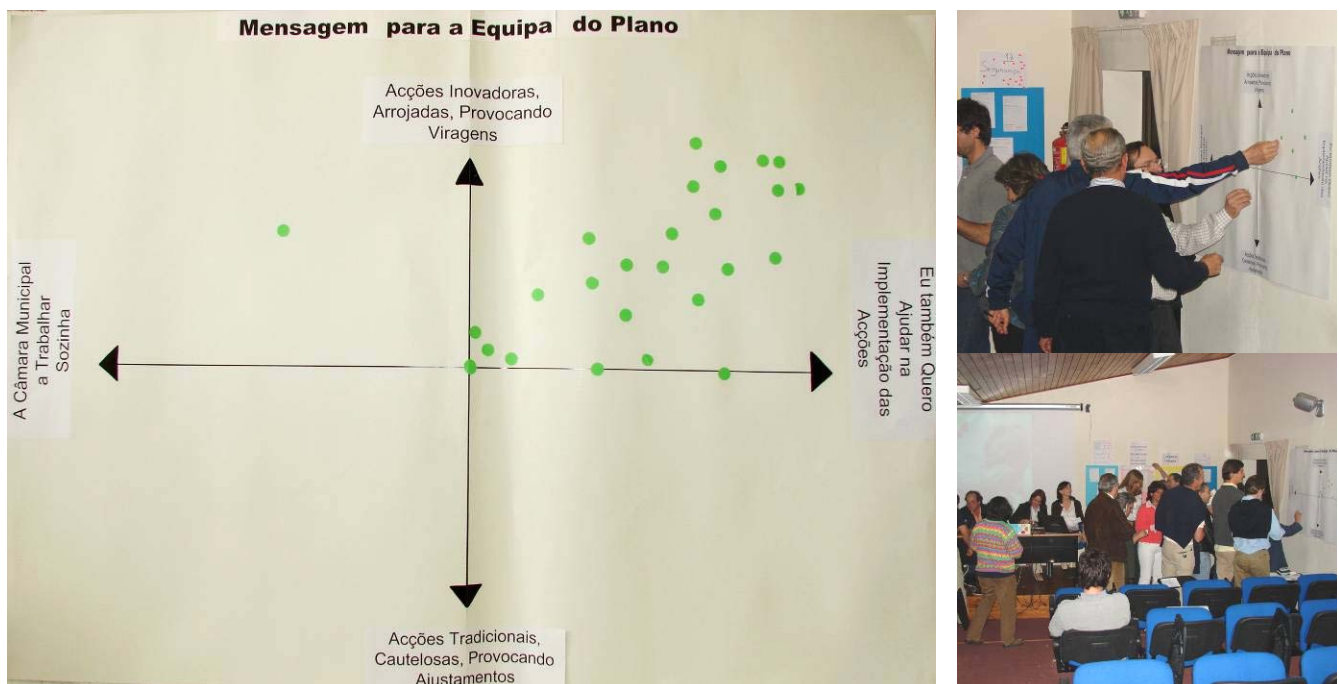 Mensagem para a Equipa do Plano
Acções Inovadoras,
Arrojadas, Provocando
Viragens
A Câmara Municipal
a Trabalhar
Sozinha
Eu também Quero
Ajudar na
Implementação das
Acções
Acções Tradicionais,
Cautelosas, Provocando
Ajustamentos
Segurança
Mensagem para a Equipa do Plano